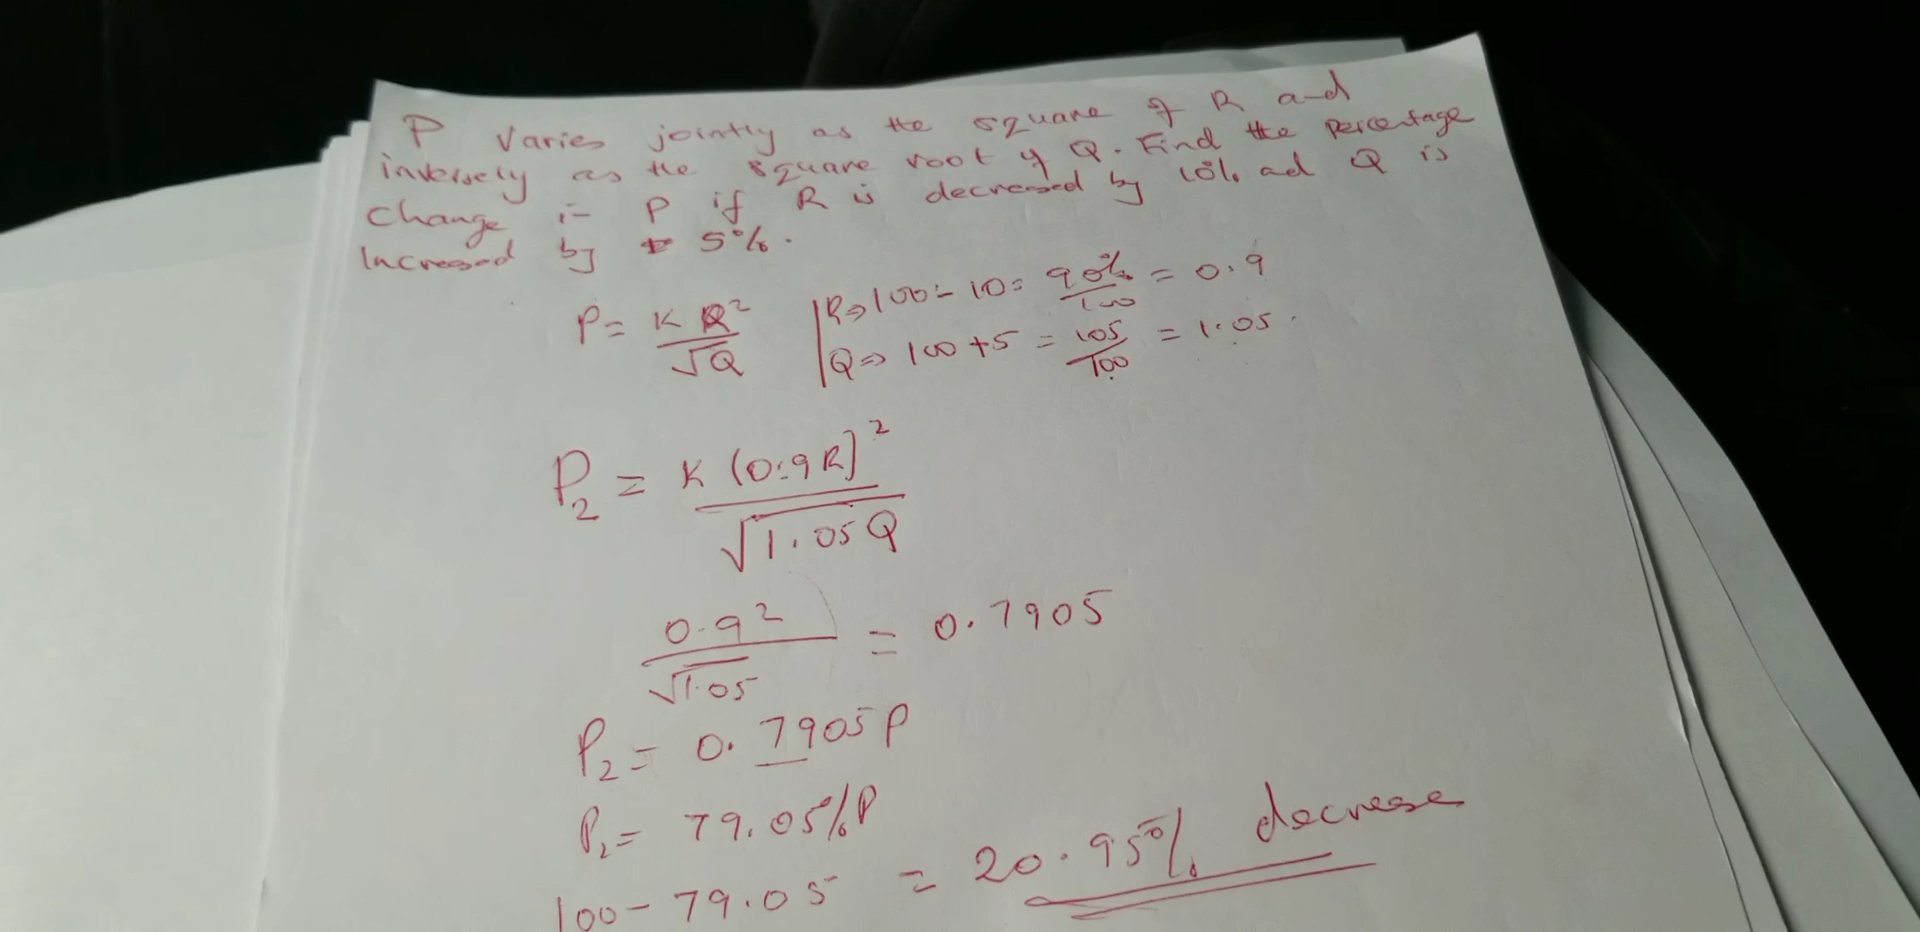 P varies jointly as the square of R and
inversely as the square root of Q. Find the percentage
change in P if R is decreased by 10% and Q is
Increased by 5%.
P = K R² / √Q | R ⇒ 100 - 10 = 90% / 100 = 0.9
| Q ⇒ 100 + 5 = 105 / 100 = 1.05.
P₂ = K (0.9R)² / √1.05Q
0.9² / √1.05 = 0.7905
P₂ = 0.7905P
P₂ = 79.05%P
100 - 79.05 = 20.95% decrease